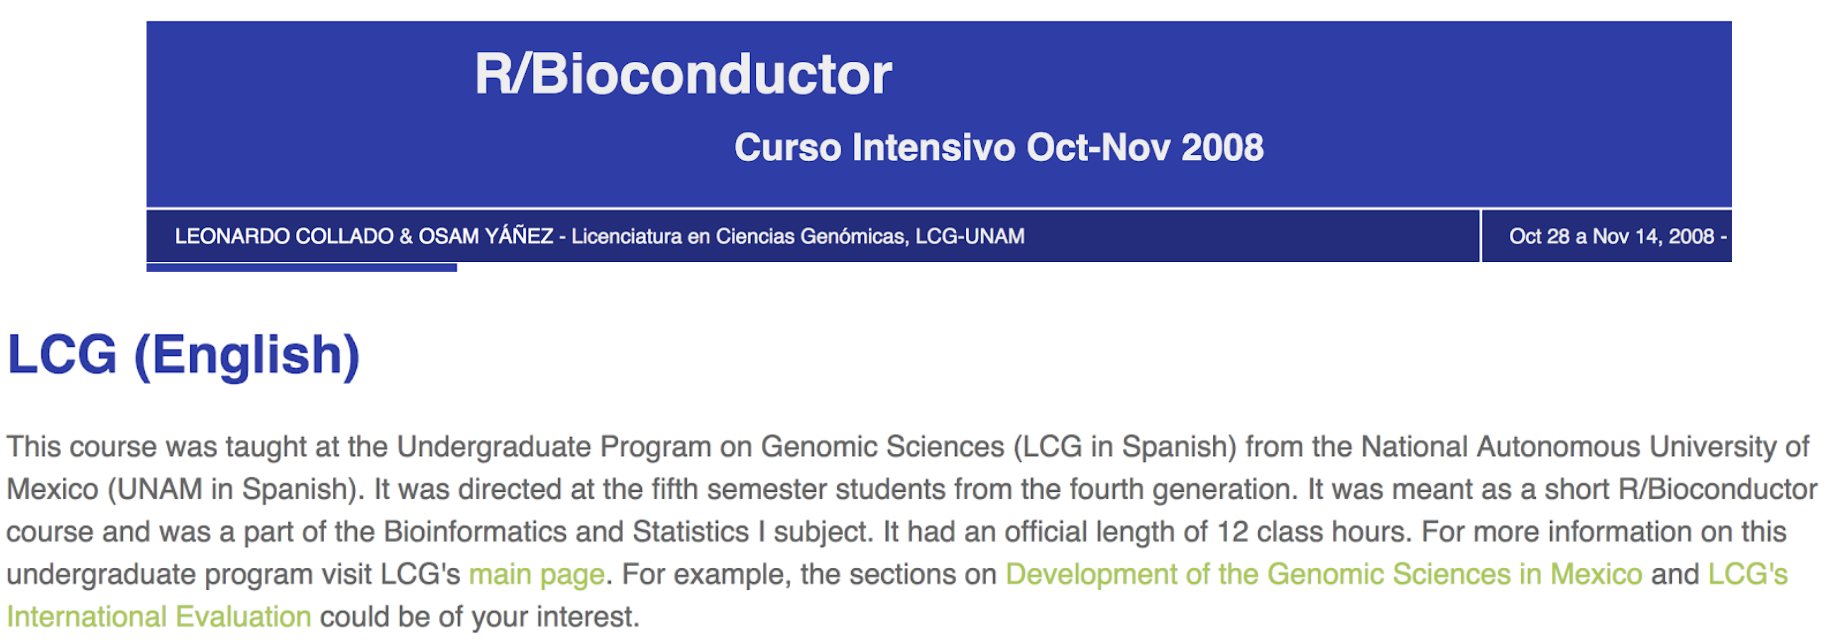 R/Bioconductor
Curso Intensivo Oct-Nov 2008
LEONARDO COLLADO & OSAM YÁÑEZ - Licenciatura en Ciencias Genómicas, LCG-UNAM
Oct 28 a Nov 14, 2008 -
LCG (English)
This course was taught at the Undergraduate Program on Genomic Sciences (LCG in Spanish) from the National Autonomous University of
Mexico (UNAM in Spanish). It was directed at the fifth semester students from the fourth generation. It was meant as a short R/Bioconductor
course and was a part of the Bioinformatics and Statistics I subject. It had an official length of 12 class hours. For more information on this
undergraduate program visit LCG's main page. For example, the sections on Development of the Genomic Sciences in Mexico and LCG's
International Evaluation could be of your interest.